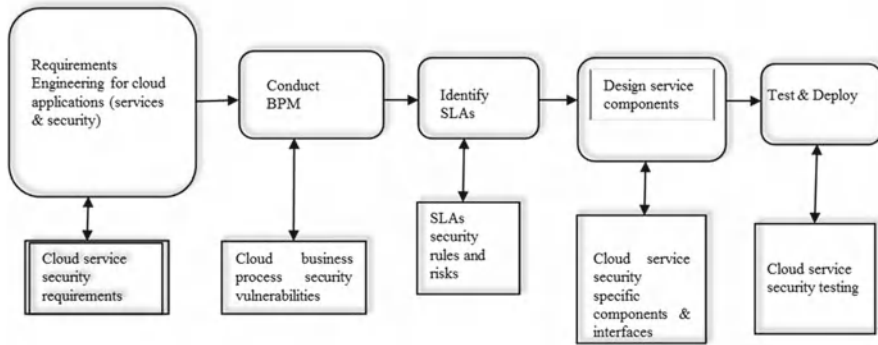 Requirements
Engineering for cloud
applications (services
& security)
Conduct
BPM
Identify
SLAs
Design service
components
Test & Deploy
Cloud service
security
requirements
Cloud business
process security
vulnerabilities
SLAs
security
rules and
risks
Cloud service
security
specific
components &
interfaces
Cloud service
security testing